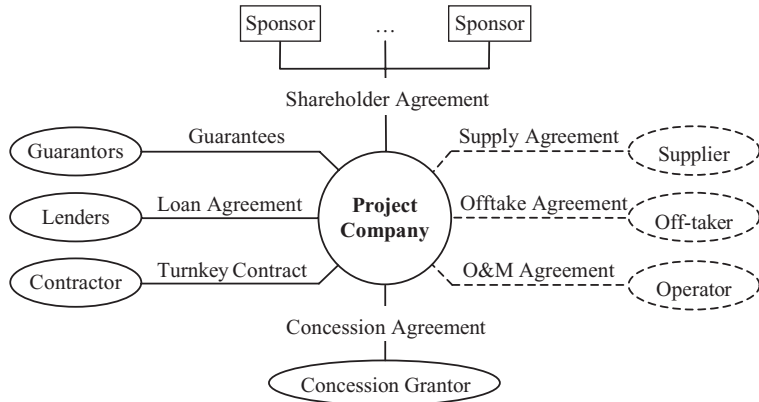 Sponsor ... Sponsor
Shareholder Agreement
Guarantors Guarantees Supply Agreement Supplier
Lenders Loan Agreement Project Company Offtake Agreement Off-taker
Contractor Turnkey Contract O&M Agreement Operator
Concession Agreement
Concession Grantor